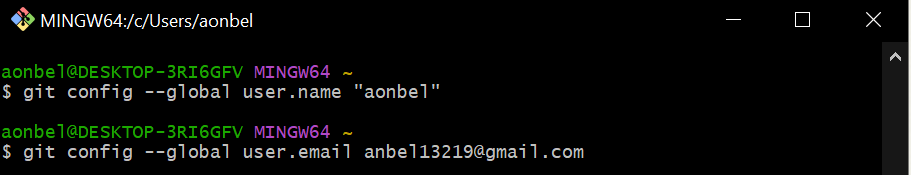 MINGW64:/c/Users/aonbel
aonbel@DESKTOP-3RI6GFV MINGW64 ~
$ git config --global user.name "aonbel"
aonbel@DESKTOP-3RI6GFV MINGW64 ~
$ git config --global user.email anbel13219@gmail.com